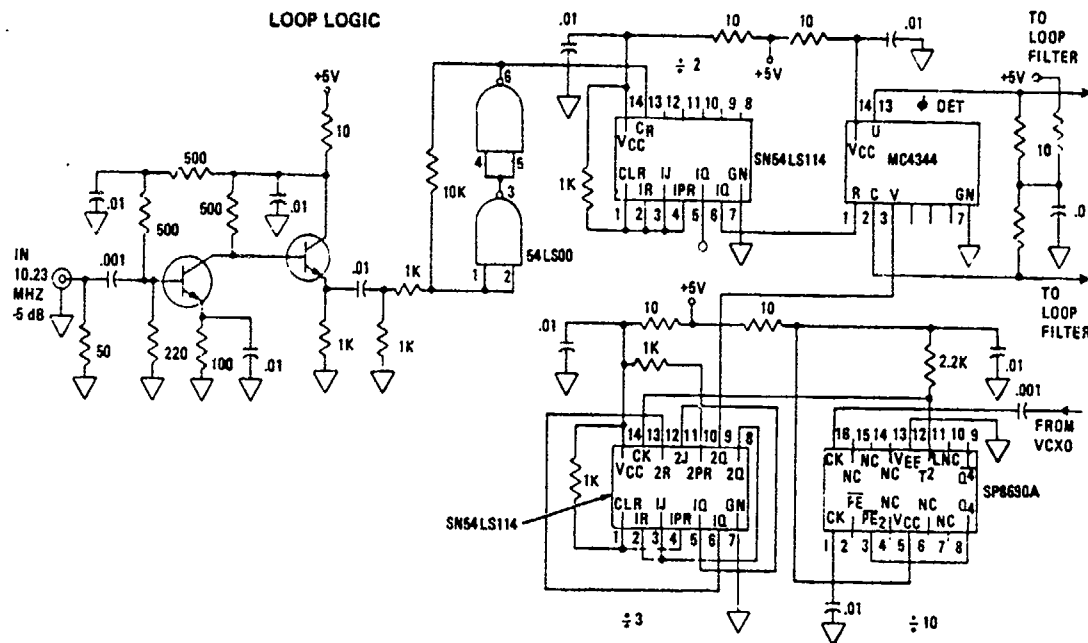 LOOP LOGIC
+5V
10
500
.01
500
500
.01
IN
10.23
MHZ
-5 dB
.001
50
220
100
.01
.01
1K
1K
1K
10K
6
4
5
3
1
2
54LS00
.01
10
10
.01
+5V
÷ 2
1K
14 13 12 11 10 9 8
CR
VCC
CLR
IJ
IQ
GN
IR
IPR
IQ
1 2 3 4 5 6 7
SN54LS114
14 13
U
VCC
MC4344
R C V
GN
1 2 3
7
ϕ DET
TO
LOOP
FILTER
+5V
10
.0
TO
LOOP
FILTER
+5V
.01
10
10
1K
2.2K
.01
.001
FROM
VCXO
14 13 12 11 10 9 8
CK
2J
2Q
VCC
2R
2PR
2Q
1K
CLR
IJ
IQ
GN
IR
IPR
IQ
1 2 3 4 5 6 7
SN54LS114
÷ 3
16 15 14 13 12 11 10 9
CK
NC
VEE
NC
NC
NC
T2
Q4
SP8690A
CK
PE
NC
NC
Q4
PE2
VCC
NC
1 2 3 4 5 6 7 8
.01
÷ 10